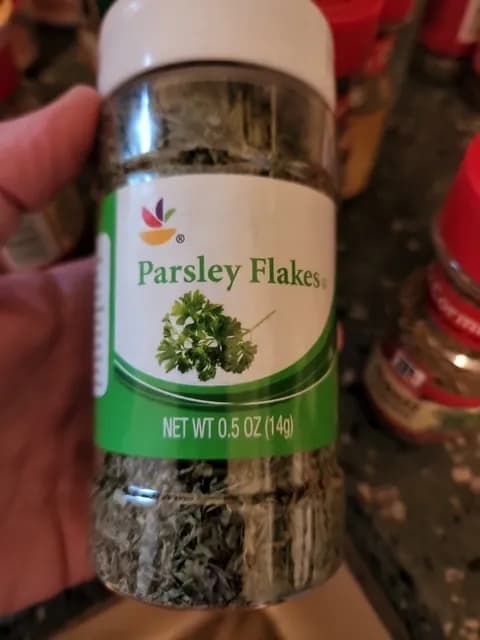 ®
Parsley Flakes
NET WT 0.5 OZ (14g)